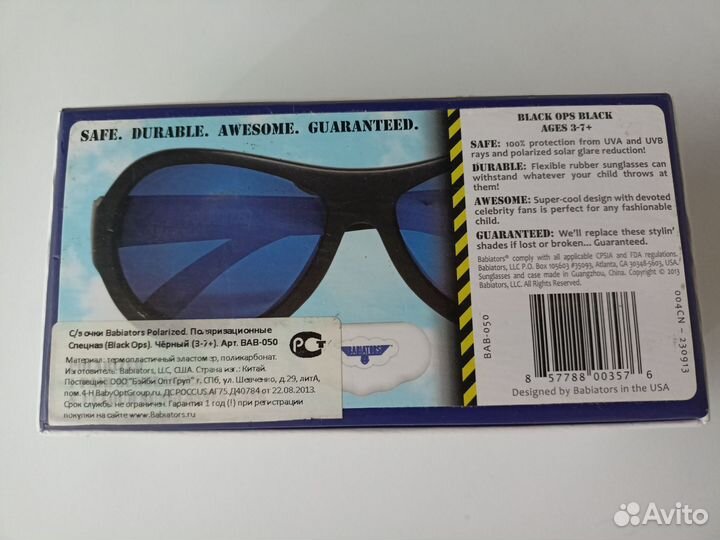 SAFE. DURABLE. AWESOME. GUARANTEED.
BLACK OPS BLACK
AGES 3-7+
SAFE: 100% protection from UVA and UVB
rays and polarized solar glare reduction!
DURABLE: Flexible rubber sunglasses can
withstand whatever your child throws at
them!
AWESOME: Super-cool design with devoted
celebrity fans is perfect for any fashionable
child.
GUARANTEED: We'll replace these stylin'
shades if lost or broken... Guaranteed.
Babiators® comply with all applicable CPSIA and FDA regulations.
Babiators, LLC P.O. Box 105603 #35093, Atlanta, GA 30348-5603, USA.
Sunglasses and case made in Guangzhou, China. Copyright © 2013
Babiators, LLC. All Rights Reserved.
BAB-050
004CN - 230913
8 57788 00357 6
Designed by Babiators in the USA
BABIATORS
С/з очки Babiators Polarized. Поляризационные
Спецназ (Black Ops). Чёрный (3-7+). Арт. BAB-050
РСТ
Материал: термопластичный эластомер, поликарбонат.
Изготовитель: Babiators, LLC, США. Страна изг.: Китай.
Поставщик: ООО "Бэйби Опт Груп" г, СПб, ул. Шевченко, д.29, литА,
пом.4-Н BabyOptGroup.ru. ДС РОССUS.АГ75.Д40784 от 22.08.2013.
Срок службы: не ограничен. Гарантия 1 год (!) при регистрации
покупки на сайте www.Babiators.ru
Avito